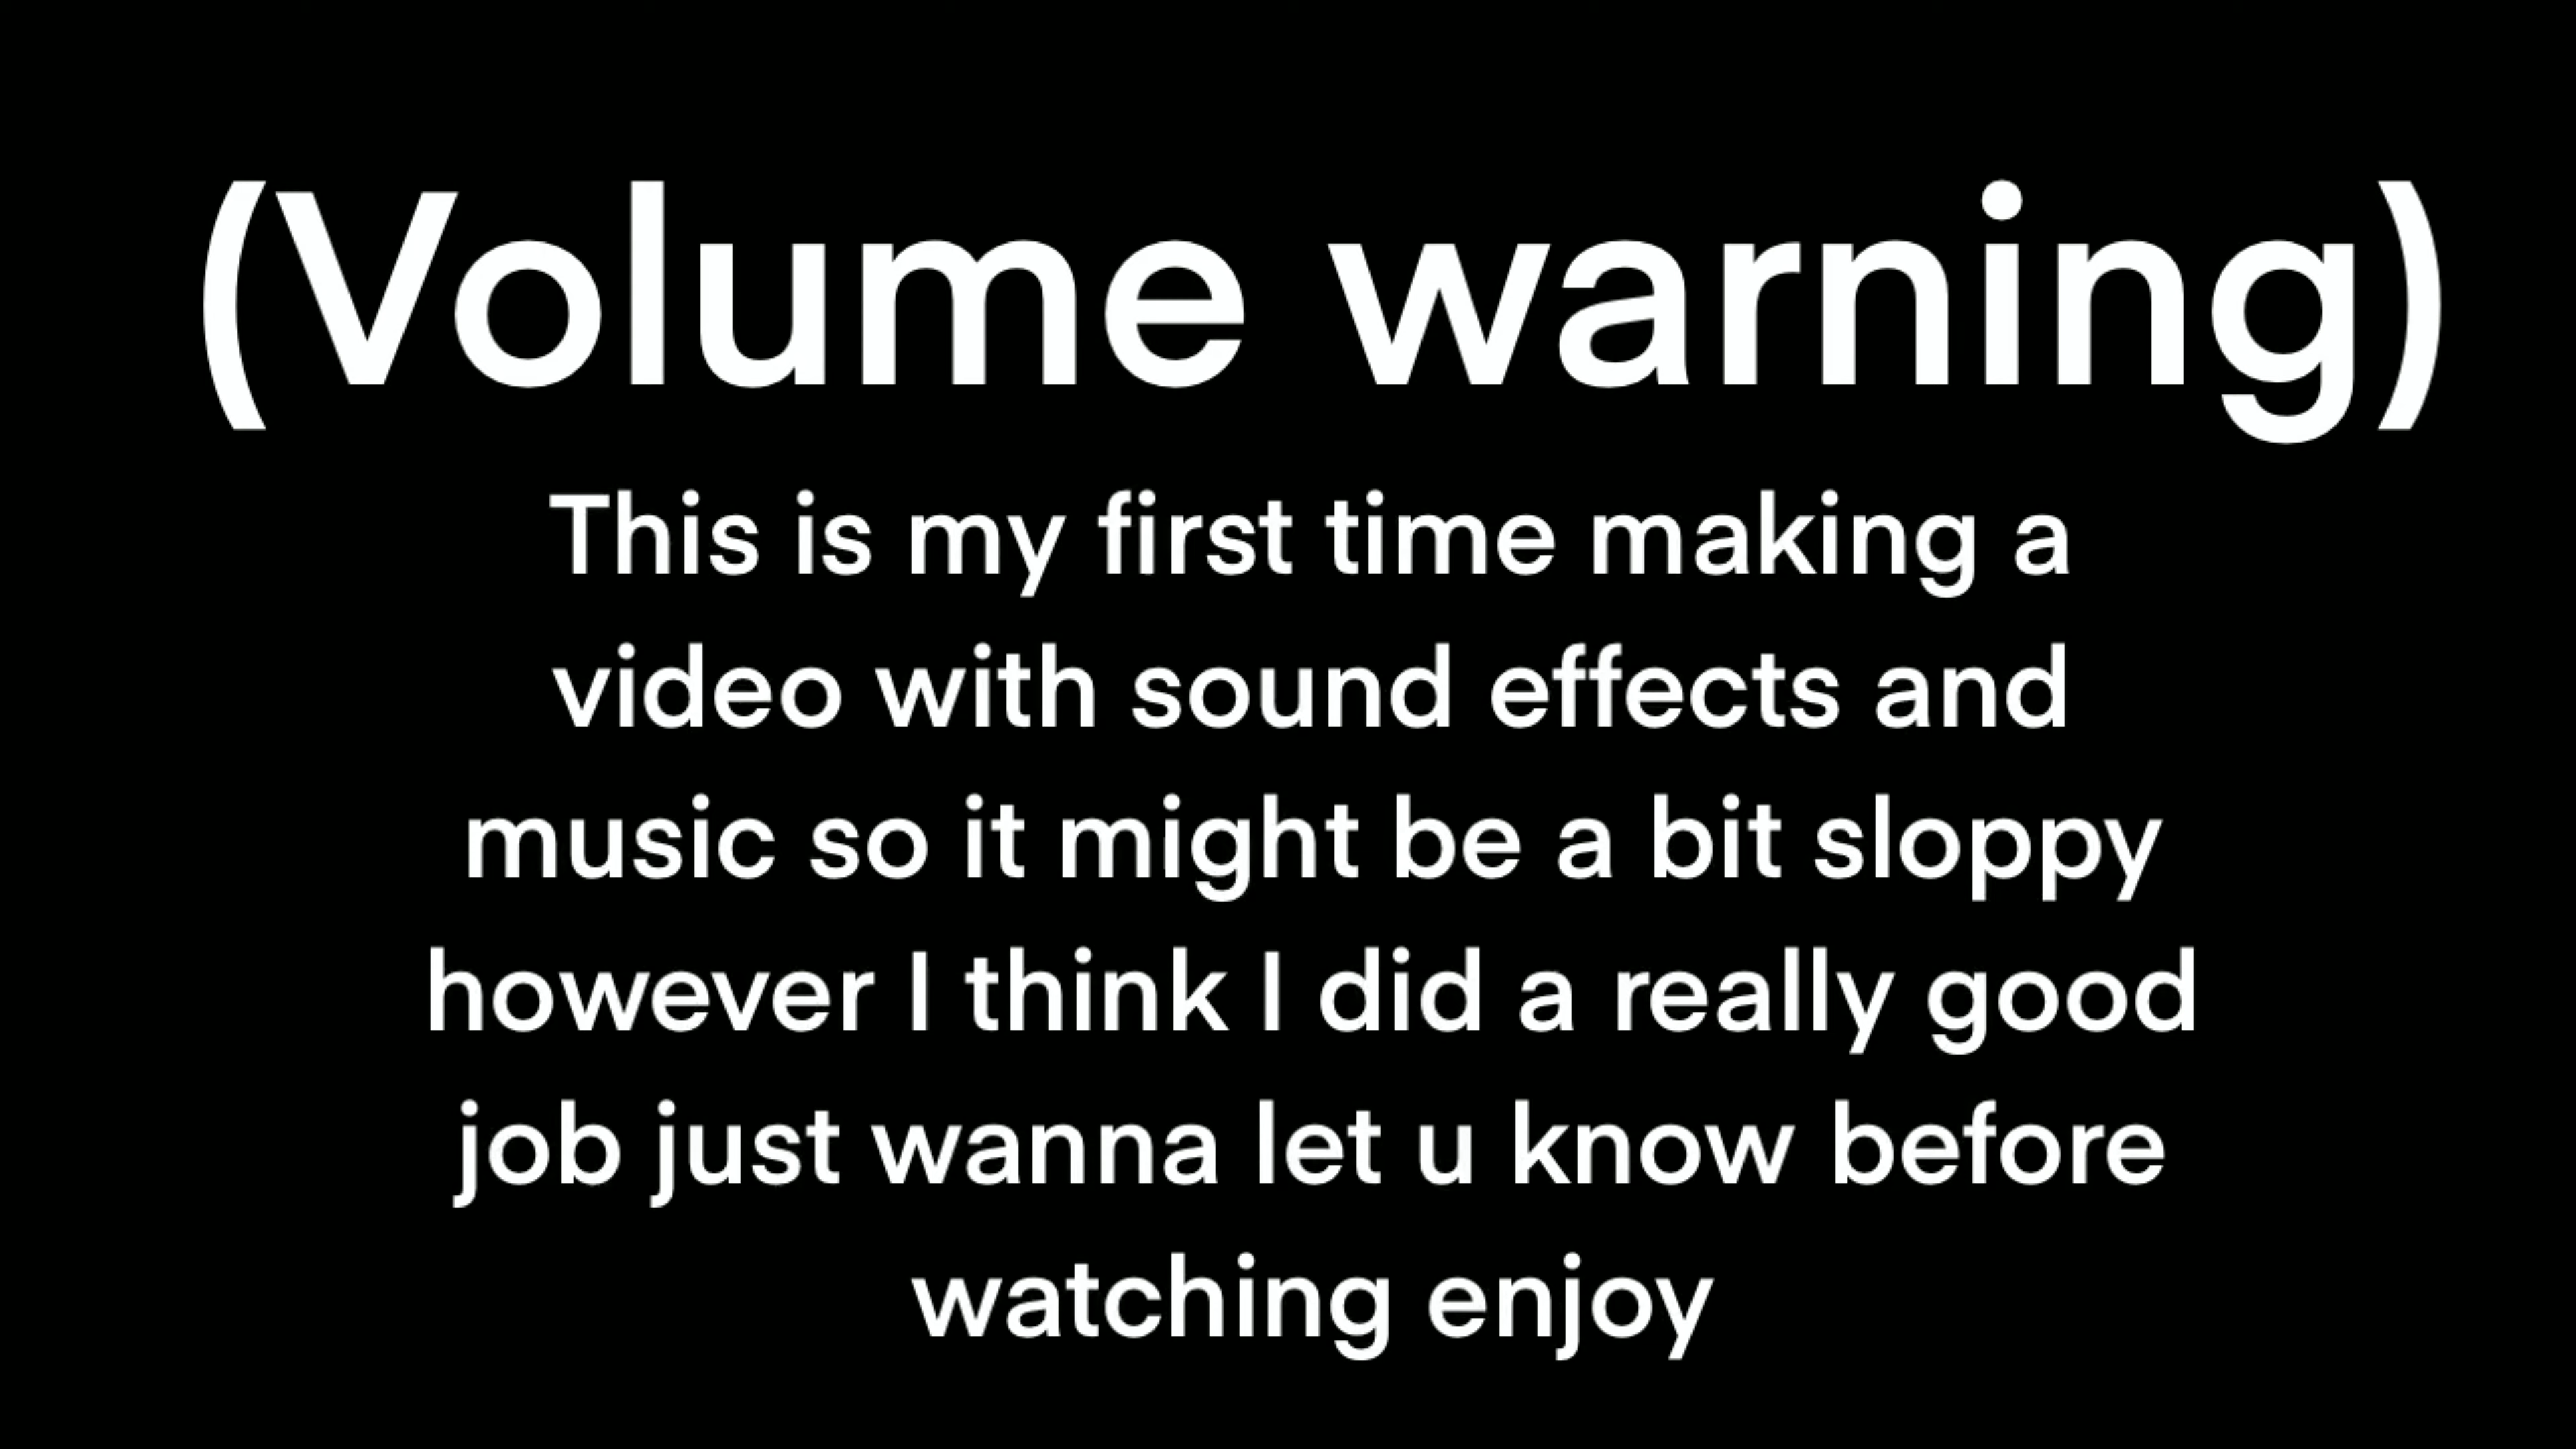 (Volume warning)
This is my first time making a
video with sound effects and
music so it might be a bit sloppy
however I think I did a really good
job just wanna let u know before
watching enjoy